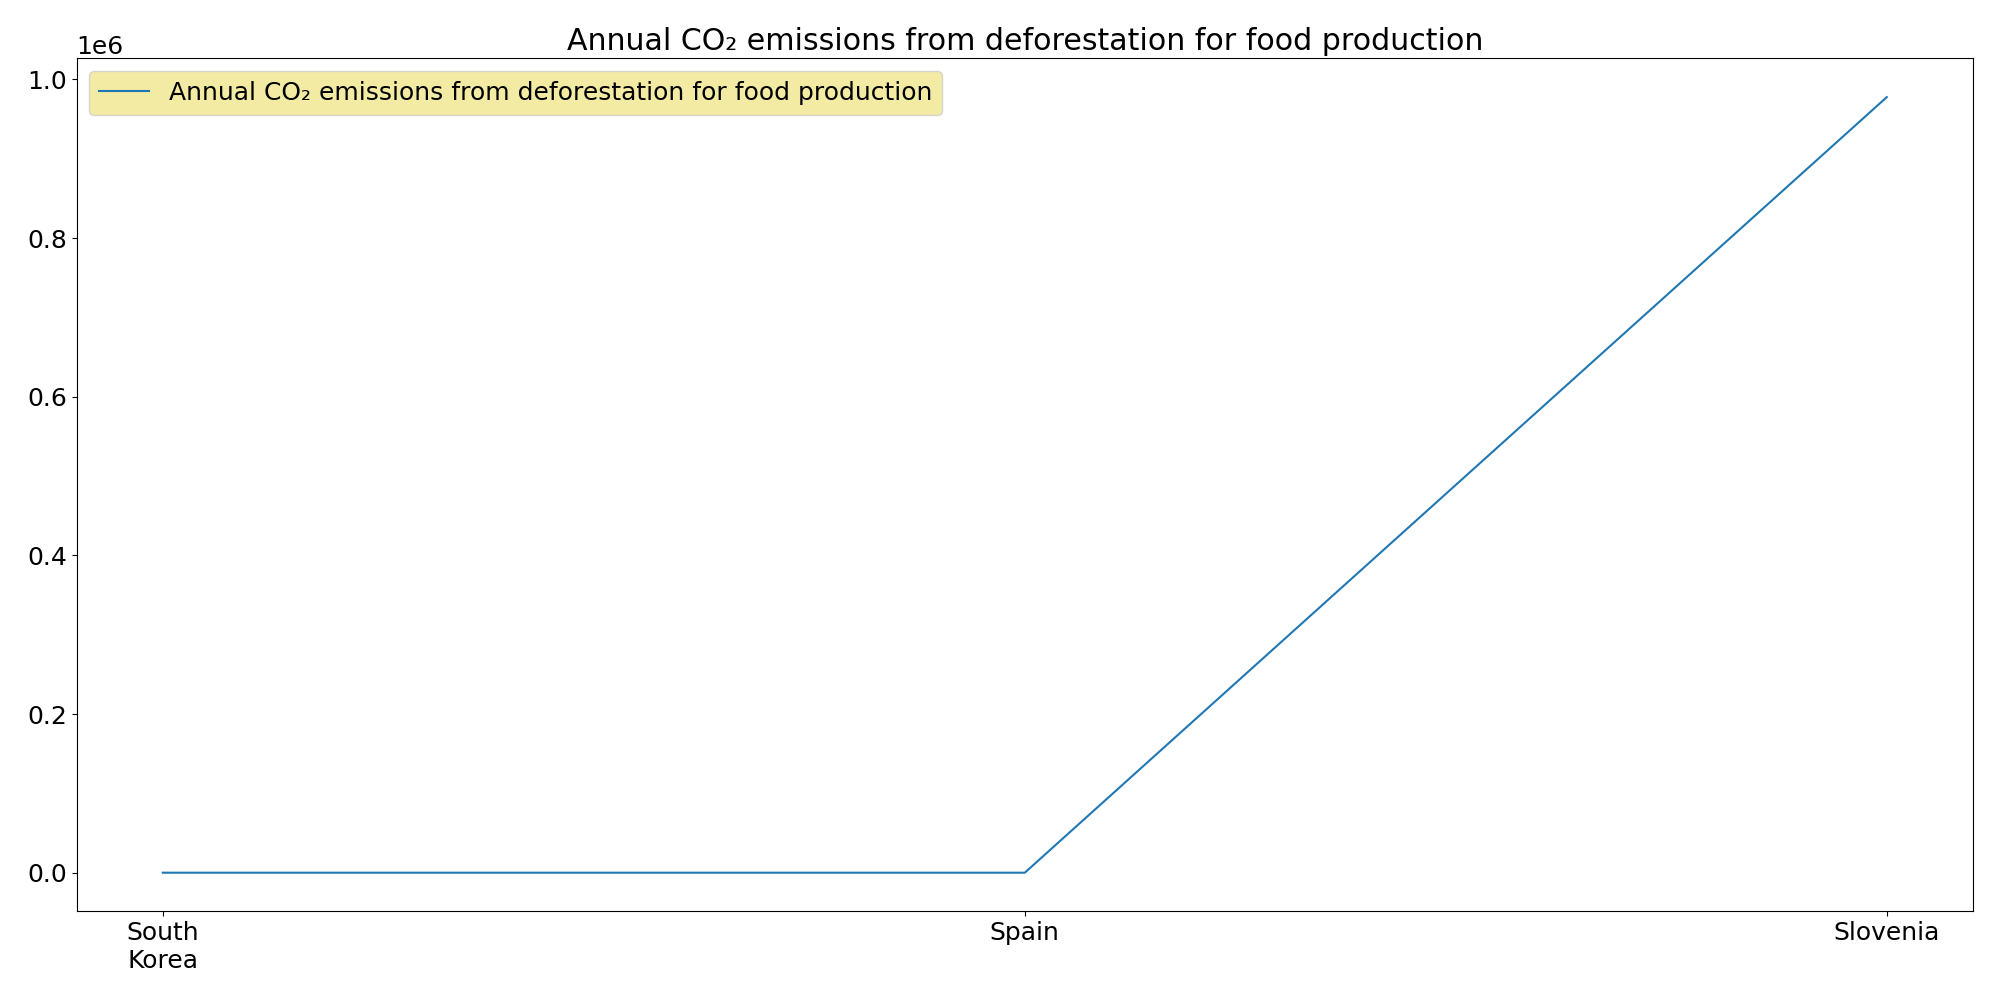 Annual CO₂ emissions from deforestation for food production
1e6
Annual CO₂ emissions from deforestation for food production
1.0
0.8
0.6
0.4
0.2
0.0
South
Korea
Spain
Slovenia